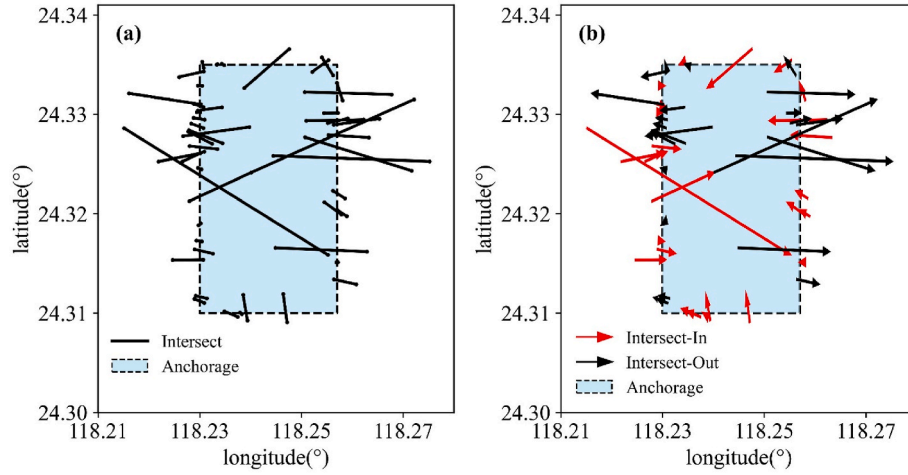 (a)
24.34
24.33
24.32
24.31
24.30
latitude(°)
Intersect
Anchorage
118.21
118.23
118.25
118.27
longitude(°)
(b)
24.34
24.33
24.32
24.31
24.30
latitude(°)
Intersect-In
Intersect-Out
Anchorage
118.21
118.23
118.25
118.27
longitude(°)